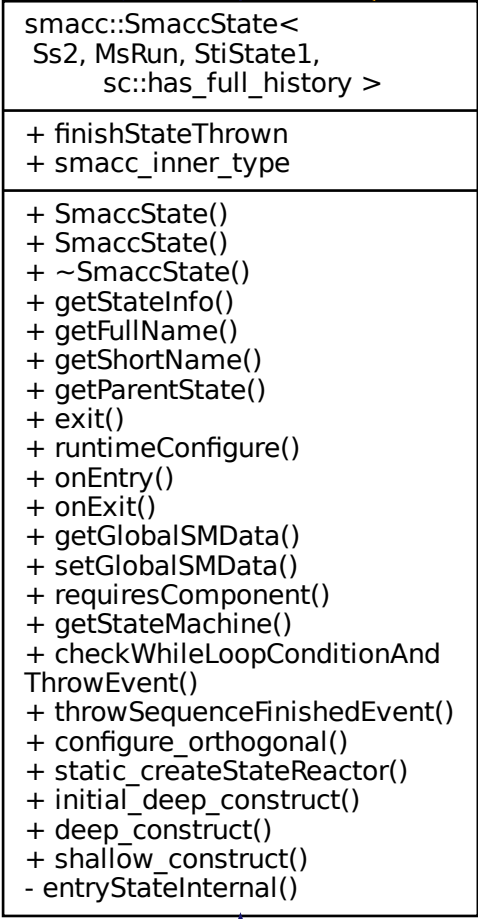 smacc::SmaccState<
Ss2, MsRun, StiState1,
sc::has_full_history >
+ finishStateThrown
+ smacc_inner_type
+ SmaccState()
+ SmaccState()
+ ~SmaccState()
+ getStateInfo()
+ getFullName()
+ getShortName()
+ getParentState()
+ exit()
+ runtimeConfigure()
+ onEntry()
+ onExit()
+ getGlobalSMData()
+ setGlobalSMData()
+ requiresComponent()
+ getStateMachine()
+ checkWhileLoopConditionAnd
ThrowEvent()
+ throwSequenceFinishedEvent()
+ configure_orthogonal()
+ static_createStateReactor()
+ initial_deep_construct()
+ deep_construct()
+ shallow_construct()
- entryStateInternal()